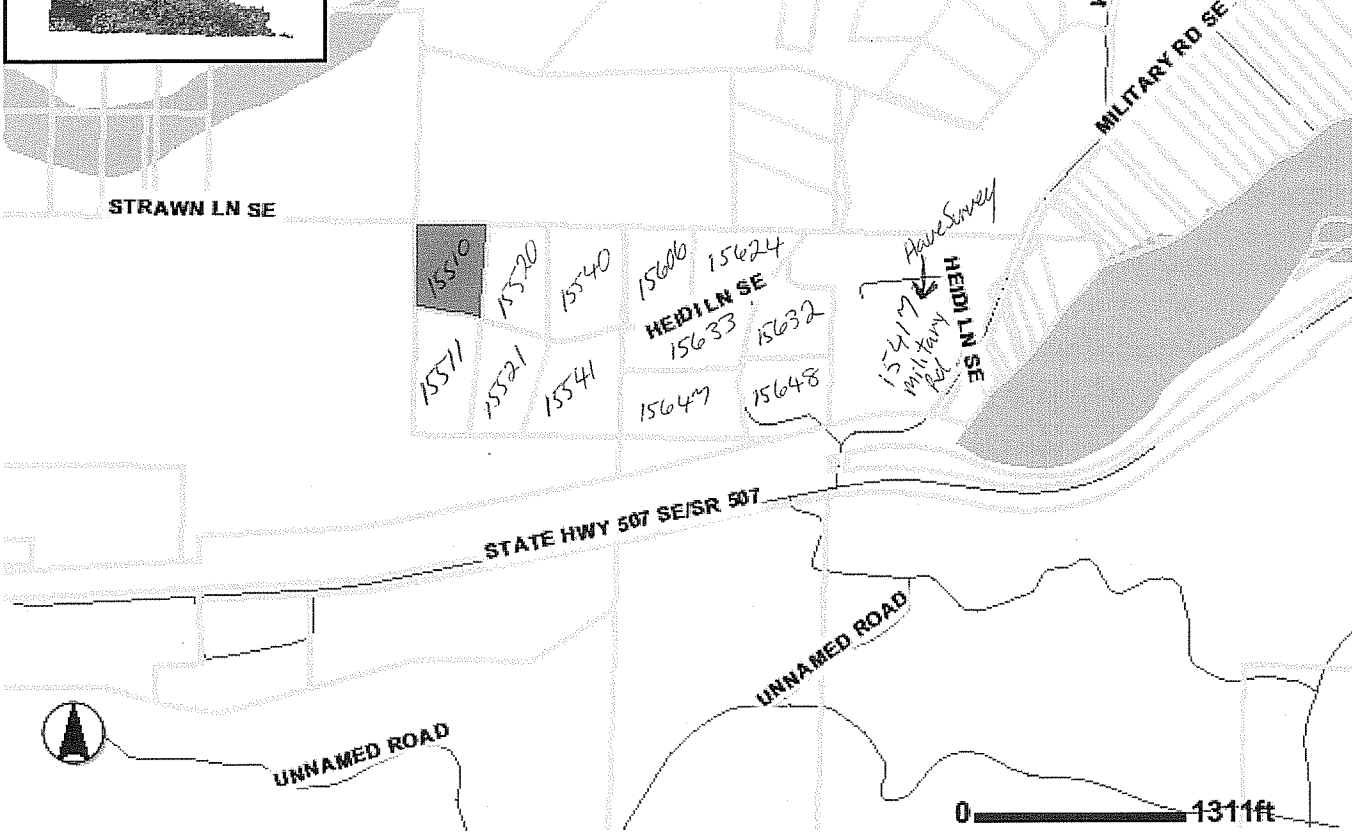 MILITARY RD SE
STRAWN LN SE
Have Survey
15510
15520
15540
15606
15624
HEIDI LN SE
HEIDI LN SE
15633
15632
15417
Military
Rd
15511
15521
15541
15647
15648
STATE HWY 507 SE/SR 507
UNNAMED ROAD
UNNAMED ROAD
0
1311ft